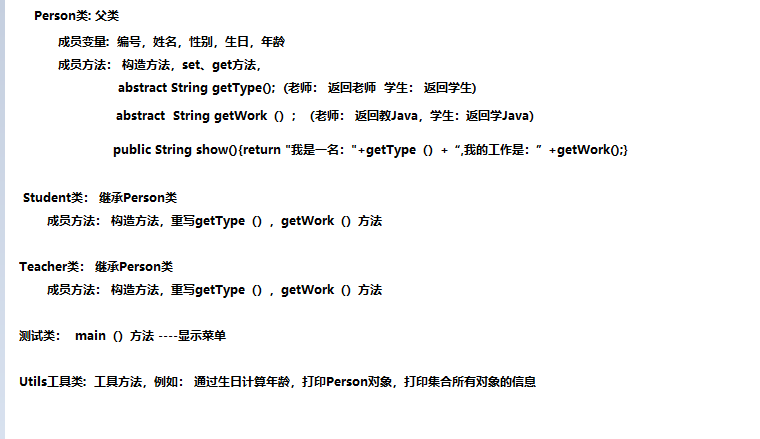 Person类: 父类
成员变量: 编号，姓名，性别，生日，年龄
成员方法： 构造方法，set、get方法，
abstract String getType();（老师： 返回老师 学生： 返回学生)
abstract String getWork（）； （老师： 返回教Java，学生：返回学Java）
public String show(){return "我是一名："+getType（）+“,我的工作是：” +getWork();}
Student类： 继承Person类
成员方法： 构造方法，重写getType（），getWork（）方法
Teacher类： 继承Person类
成员方法： 构造方法，重写getType（），getWork（）方法
测试类： main（）方法 ----显示菜单
Utils工具类: 工具方法，例如： 通过生日计算年龄，打印Person对象，打印集合所有对象的信息